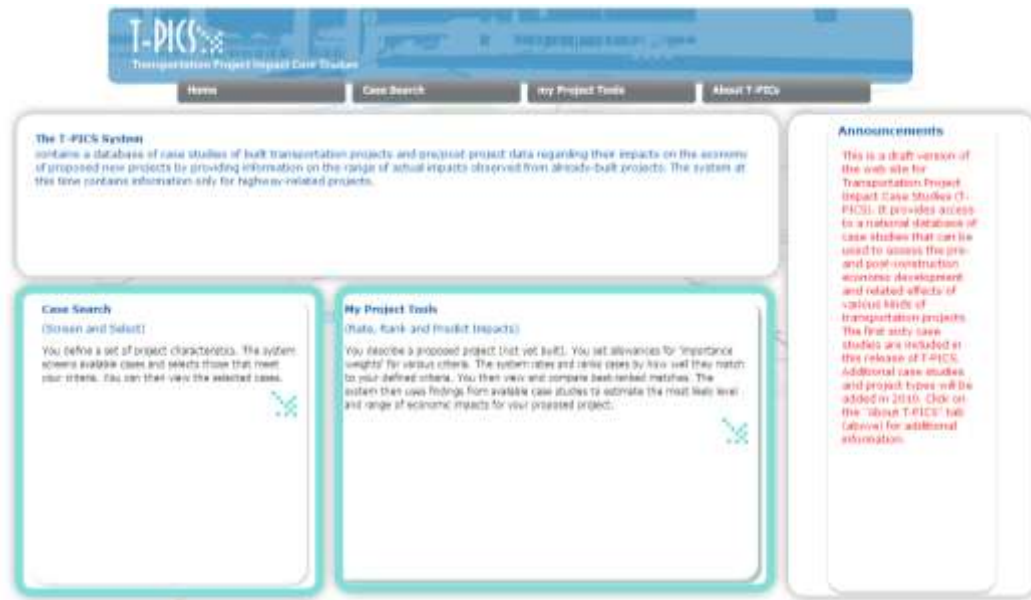 T-PICS
Transportation Project Impact Case Studies
Home
Case Search
my Project Tools
About T-PICs
The T-PICS System
contains a database of case studies of built transportation projects and pre/post project data regarding their impacts on the economy
of proposed new projects by providing information on the range of actual impacts observed from already-built projects. The system at
this time contains information only for highway-related projects.
Case Search
(Screen and Select)
You define a set of project characteristics. The system
screens available cases and selects those that meet
your criteria. You can then view the selected cases.
My Project Tools
(Rate, Rank and Predict Impacts)
You describe a proposed project (not yet built). You set allowances for 'importance
weights' for various criteria. The system rates and ranks cases by how well they match
to your defined criteria. You then view and compare best-ranked matches. The
system then uses findings from available case studies to estimate the most likely level
and range of economic impacts for your proposed project.
Announcements
This is a draft version of
the web site for
Transportation Project
Impact Case Studies (T-
PICS). It provides access
to a national database of
case studies that can be
used to assess the pre-
and post-construction
economic development
and related effects of
various kinds of
transportation projects.
The first sixty case
studies are included in
this release of T-PICS.
Additional case studies
and project types will be
added in 2010. Click on
the "About T-PICS" tab
(above) for additional
information.